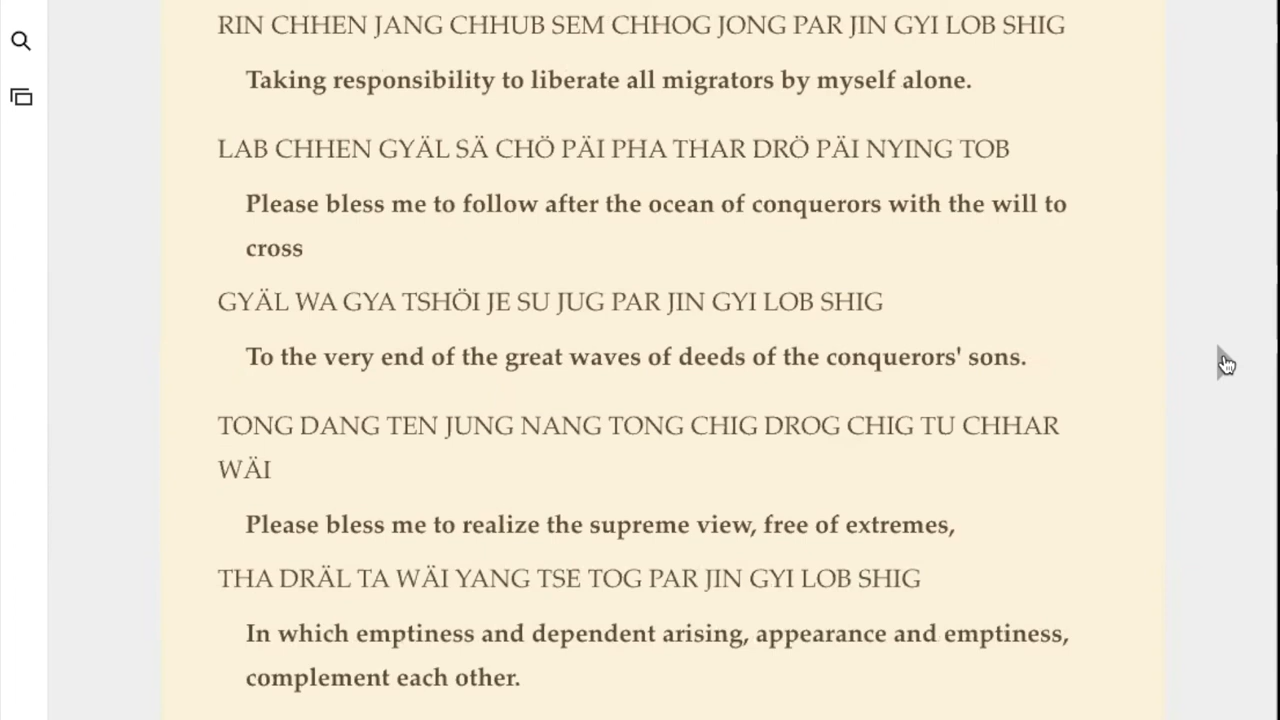 RIN CHHEN JANG CHHUB SEM CHHOG JONG PAR JIN GYI LOB SHIG
Taking responsibility to liberate all migrators by myself alone.
LAB CHHEN GYÄL SÄ CHÖ PÄI PHA THAR DRÖ PÄI NYING TOB
Please bless me to follow after the ocean of conquerors with the will to
cross
GYÄL WA GYA TSHÖI JE SU JUG PAR JIN GYI LOB SHIG
To the very end of the great waves of deeds of the conquerors' sons.
TONG DANG TEN JUNG NANG TONG CHIG DROG CHIG TU CHHAR
WÄI
Please bless me to realize the supreme view, free of extremes,
THA DRÄL TA WÄI YANG TSE TOG PAR JIN GYI LOB SHIG
In which emptiness and dependent arising, appearance and emptiness,
complement each other.